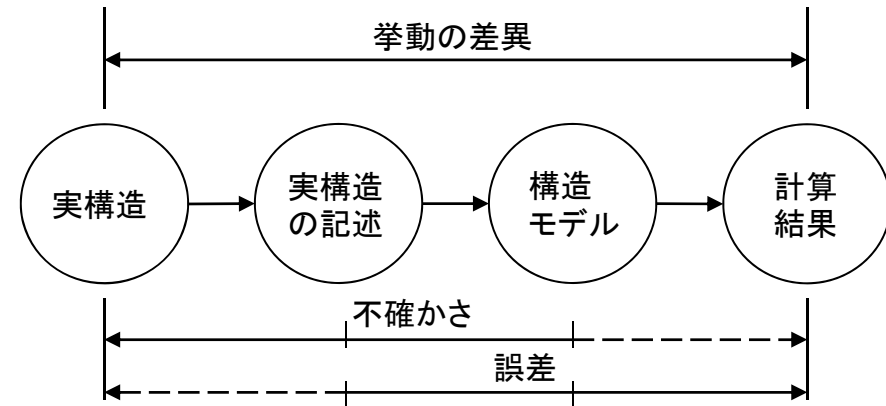 挙動の差異
実構造
実構造
の記述
構造
モデル
計算
結果
不確かさ
誤差